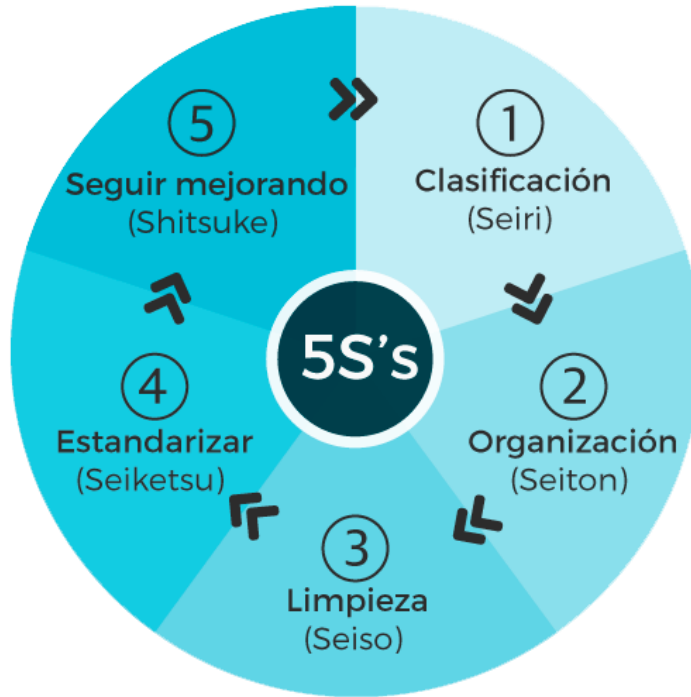 1
Clasificación
(Seiri)
2
Organización
(Seiton)
3
Limpieza
(Seiso)
4
Estandarizar
(Seiketsu)
5
Seguir mejorando
(Shitsuke)
5S's